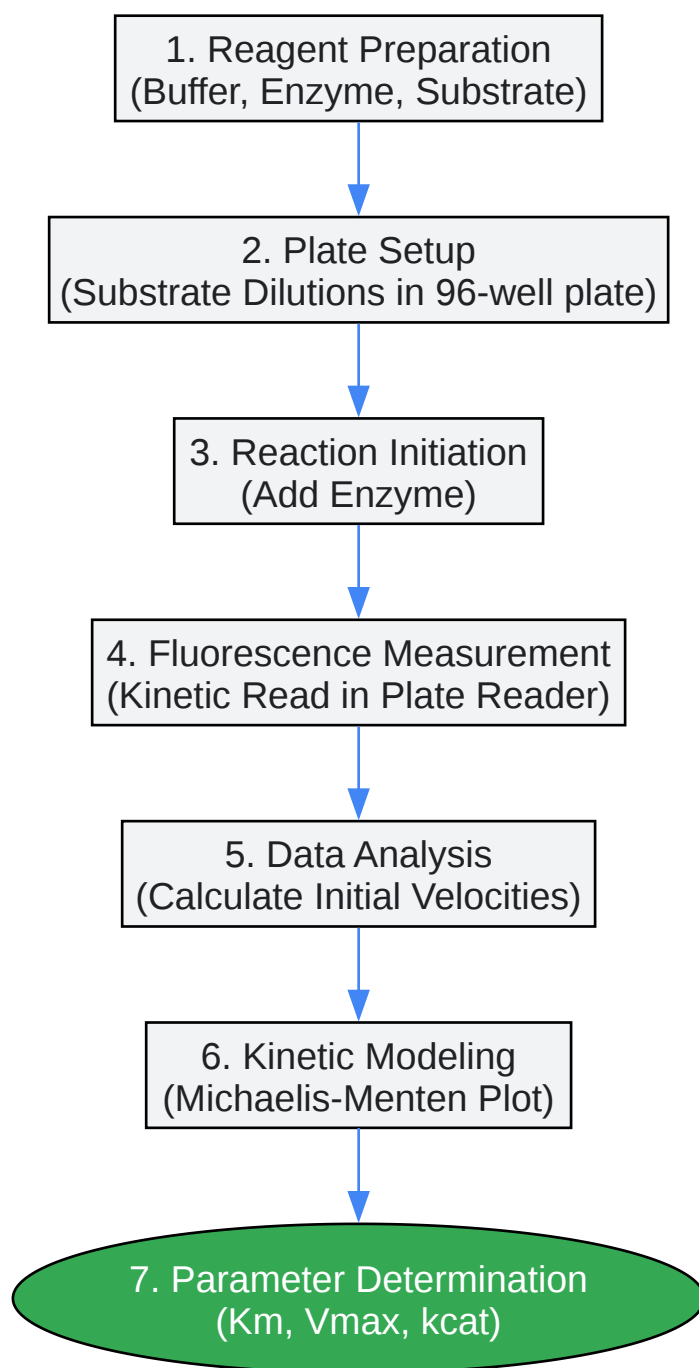 1. Reagent Preparation
(Buffer, Enzyme, Substrate)
2. Plate Setup
(Substrate Dilutions in 96-well plate)
3. Reaction Initiation
(Add Enzyme)
4. Fluorescence Measurement
(Kinetic Read in Plate Reader)
5. Data Analysis
(Calculate Initial Velocities)
6. Kinetic Modeling
(Michaelis-Menten Plot)
7. Parameter Determination
(Km, Vmax, kcat)